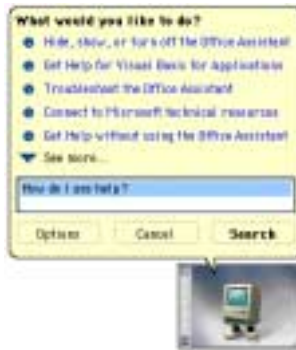 What would you like to do?
Hide, show, or turn off the Office Assistant
Get Help for Visual Basic for Applications
Troubleshoot the Office Assistant
Connect to Microsoft technical resources
Get Help without using the Office Assistant
See more...
How do I use help?
Options
Cancel
Search